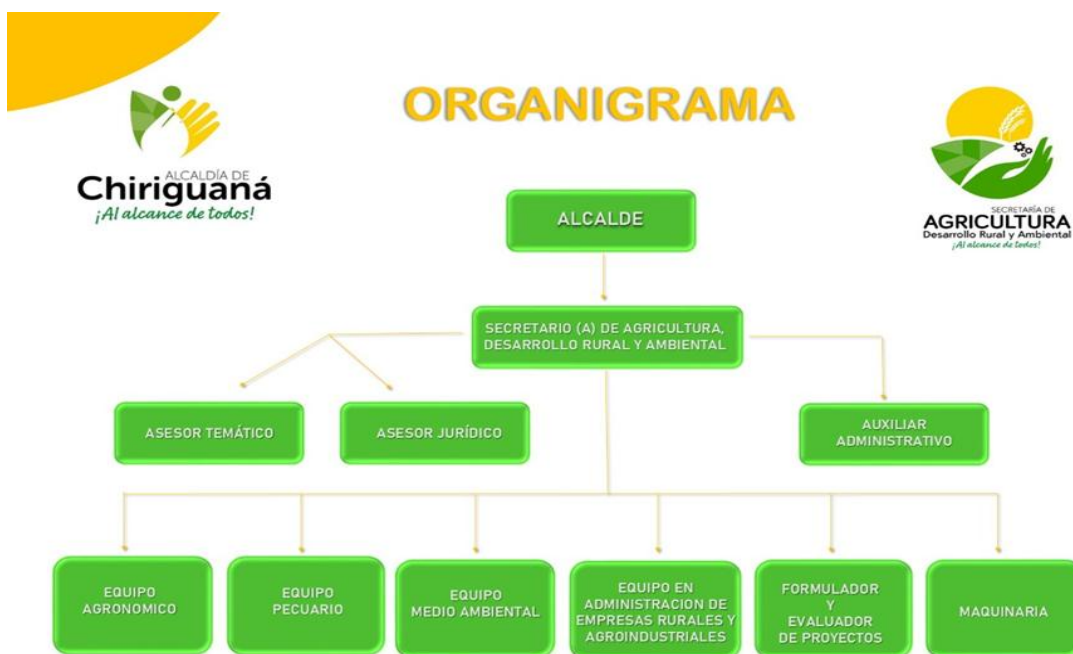 ORGANIGRAMA
ALCALDÍA DE
Chiriguaná
¡Al alcance de todos!
SECRETARÍA DE
AGRICULTURA
Desarrollo Rural y Ambiental
¡Al alcance de todos!
ALCALDE
SECRETARIO (A) DE AGRICULTURA,
DESARROLLO RURAL Y AMBIENTAL
ASESOR TEMÁTICO
ASESOR JURÍDICO
AUXILIAR
ADMINISTRATIVO
EQUIPO
AGRONOMICO
EQUIPO
PECUARIO
EQUIPO
MEDIO AMBIENTAL
EQUIPO EN
ADMINISTRACION DE
EMPRESAS RURALES Y
AGROINDUSTRIALES
FORMULADOR
Y
EVALUADOR
DE PROYECTOS
MAQUINARIA